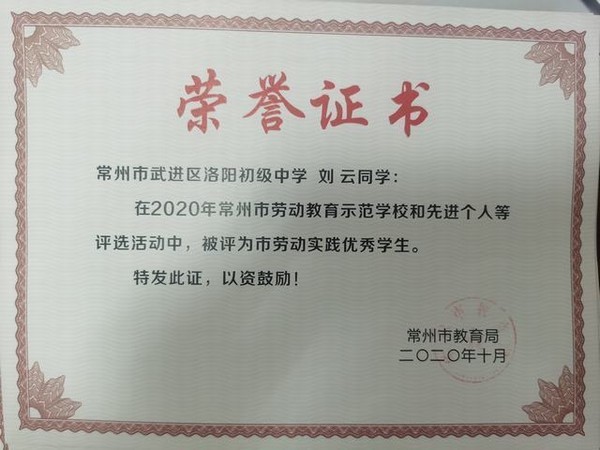 荣誉证书
常州市武进区洛阳初级中学 刘 云同学：
在2020年常州市劳动教育示范学校和先进个人等
评选活动中，被评为市劳动实践优秀学生。
特发此证，以资鼓励！
常州市教育局
二〇二〇年十月